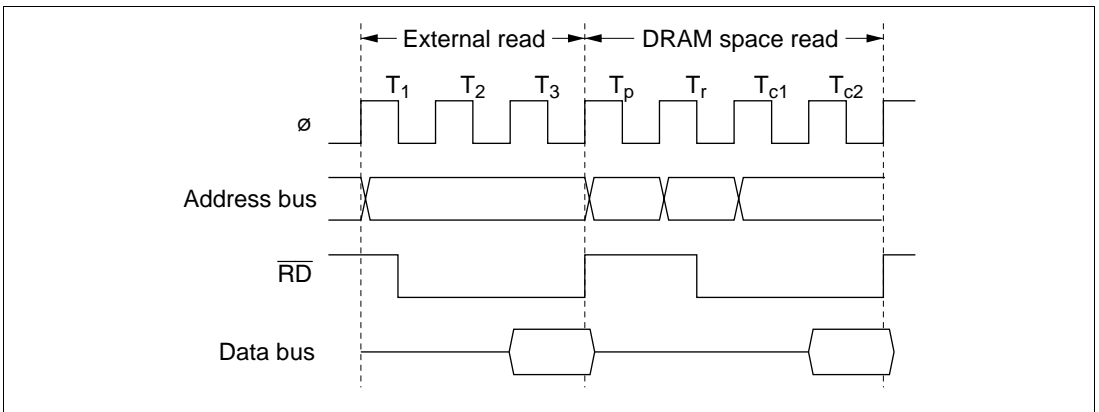 External read DRAM space read
T1 T2 T3 Tp Tr Tc1 Tc2
ø
Address bus
RD
Data bus